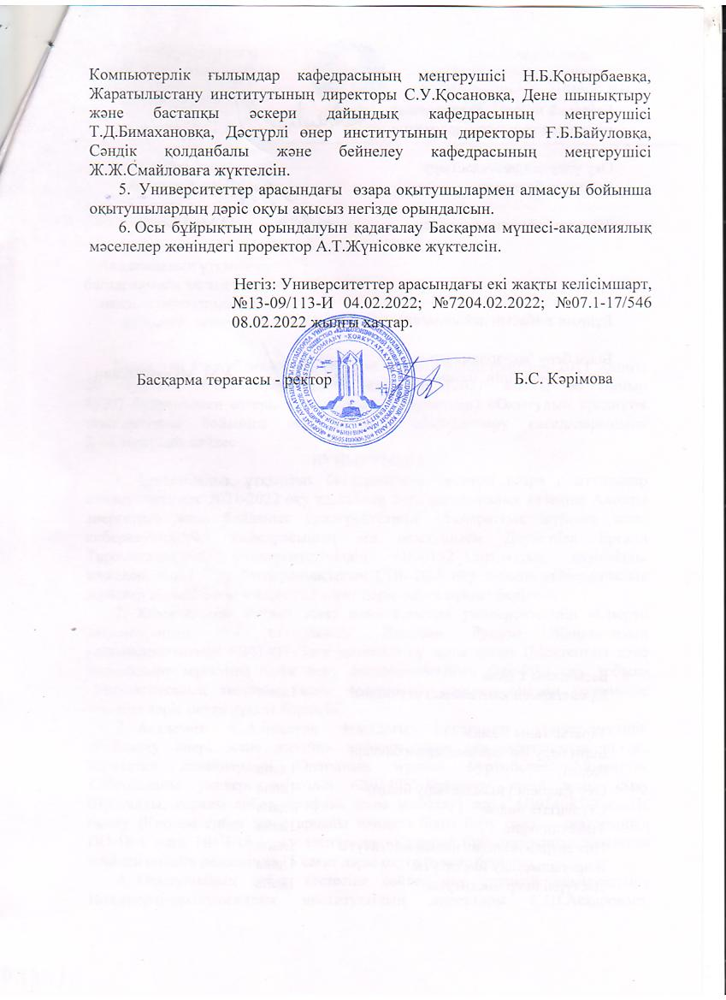 Компьютерлік ғылымдар кафедрасының меңгерушісі Н.Б.Қоңырбаевқа,
Жаратылыстану институтының директоры С.У.Қосановқа, Дене шынықтыру
және бастапқы әскери дайындық кафедрасының меңгерушісі
Т.Д.Бимахановқа, Дәстүрлі өнер институтының директоры Ғ.Б.Байуловқа,
Сәндік қолданбалы және бейнелеу кафедрасының меңгерушісі
Ж.Ж.Смайловаға жүктелсін.
5. Университеттер арасындағы өзара оқытушылармен алмасуы бойынша
оқытушылардың дәріс оқуы ақысыз негізде орындалсын.
6. Осы бұйрықтың орындалуын қадағалау Басқарма мүшесі-академиялық
мәселелер жөніндегі проректор А.Т.Жүнісовке жүктелсін.
Негіз: Университеттер арасындағы екі жақты келісімшарт,
№13-09/113-И 04.02.2022; №7204.02.2022; №07.1-17/546
08.02.2022 жылғы хаттар.
Басқарма төрағасы - ректор Б.С. Кәрімова